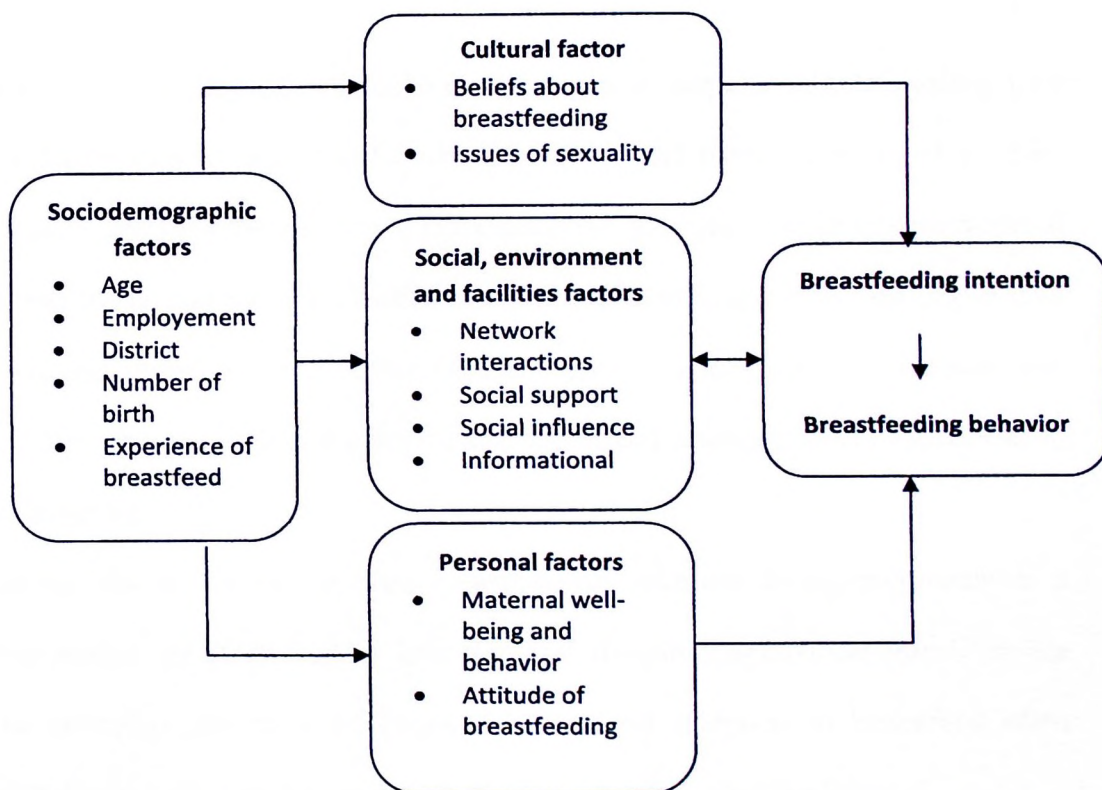 Cultural factor
• Beliefs about
breastfeeding
• Issues of sexuality
Sociodemographic
factors
• Age
• Employement
• District
• Number of
birth
• Experience of
breastfeed
Social, environment
and facilities factors
• Network
interactions
• Social support
• Social influence
• Informational
Breastfeeding intention
Breastfeeding behavior
Personal factors
• Maternal well-
being and
behavior
• Attitude of
breastfeeding